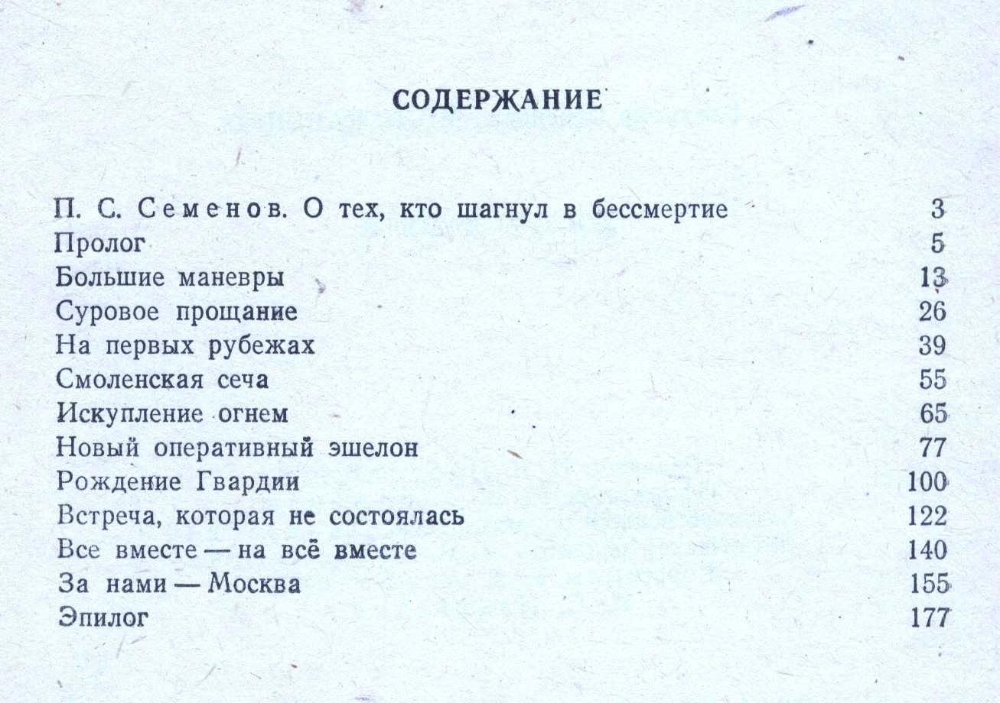 СОДЕРЖАНИЕ
П. С. Семенов. О тех, кто шагнул в бессмертие 3
Пролог 5
Большие маневры 13
Суровое прощание 26
На первых рубежах 39
Смоленская сеча 55
Искупление огнем 65
Новый оперативный эшелон 77
Рождение Гвардии 100
Встреча, которая не состоялась 122
Все вместе — на всё вместе 140
За нами — Москва 155
Эпилог 177